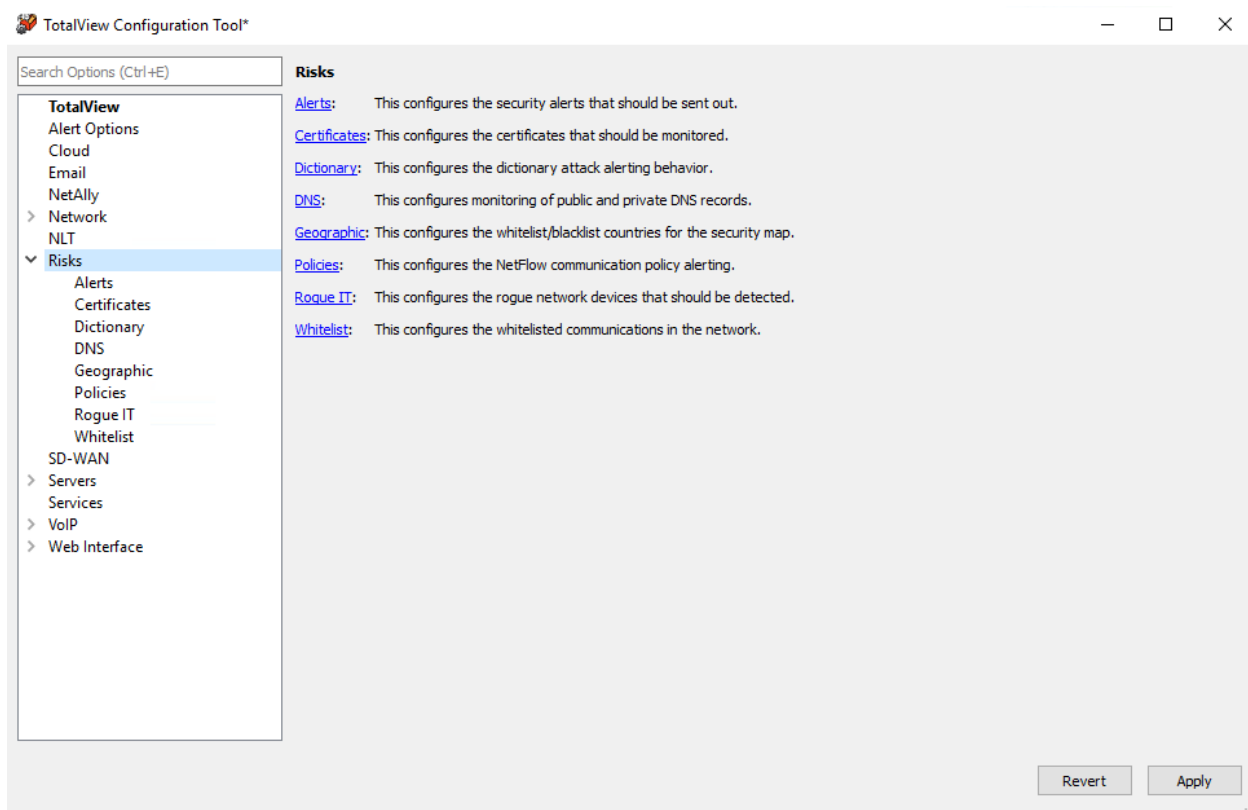 TotalView Configuration Tool*
Search Options (Ctrl+E)
TotalView
Alert Options
Cloud
Email
NetAlly
Network
NLT
Risks
Alerts
Certificates
Dictionary
DNS
Geographic
Policies
Rogue IT
Whitelist
SD-WAN
Servers
Services
VoIP
Web Interface
Risks
Alerts: This configures the security alerts that should be sent out.
Certificates: This configures the certificates that should be monitored.
Dictionary: This configures the dictionary attack alerting behavior.
DNS: This configures monitoring of public and private DNS records.
Geographic: This configures the whitelist/blacklist countries for the security map.
Policies: This configures the NetFlow communication policy alerting.
Rogue IT: This configures the rogue network devices that should be detected.
Whitelist: This configures the whitelisted communications in the network.
Revert Apply